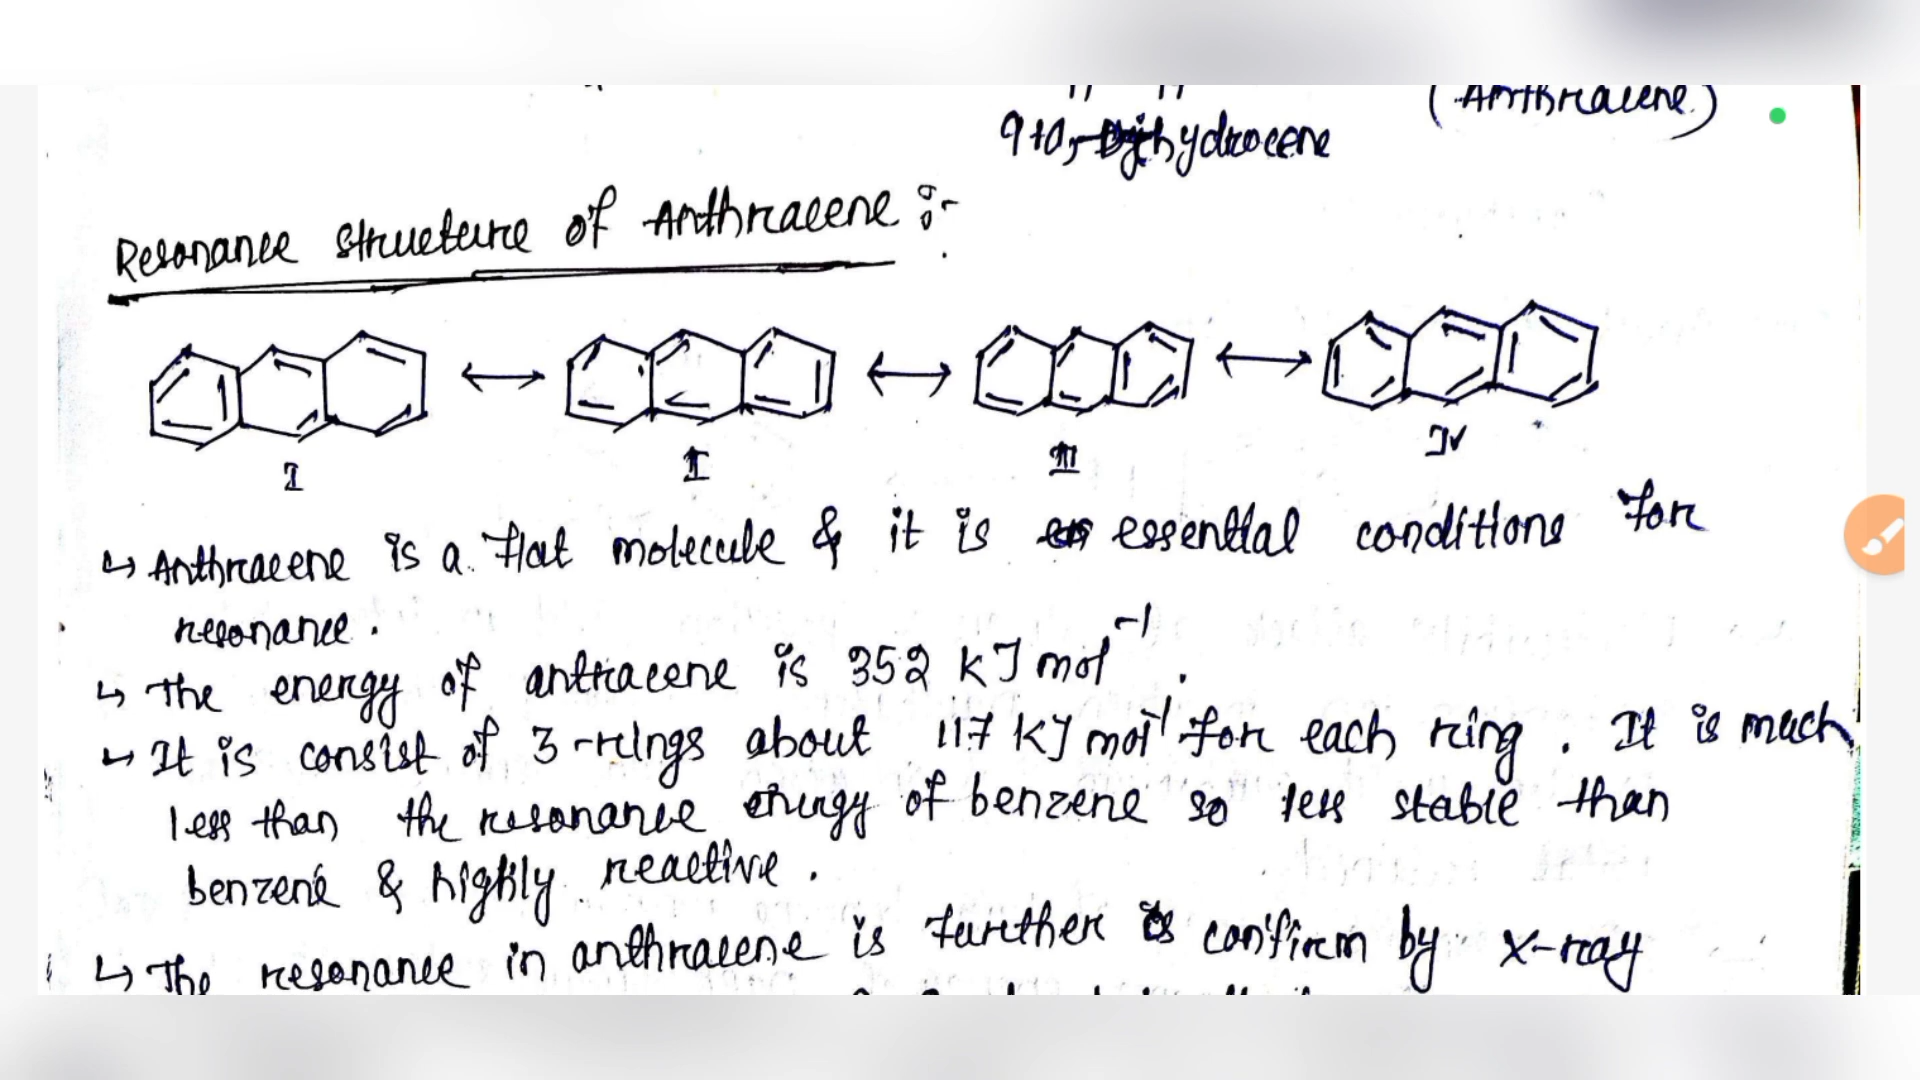 (Anthracene)
9,10, Dihydrocene
Resonance structure of Anthracene :-
I
I
III
IV
↳ Anthracene is a flat molecule & it is essential conditions for
resonance.
↳ The energy of antracene is 352 kJ mol⁻¹.
↳ It is consist of 3-rings about 117 kJ mol⁻¹ for each ring. It is much
less than the resonance energy of benzene so less stable than
benzene & highly reactive.
↳ The resonance in anthracene is further is confirm by x-ray